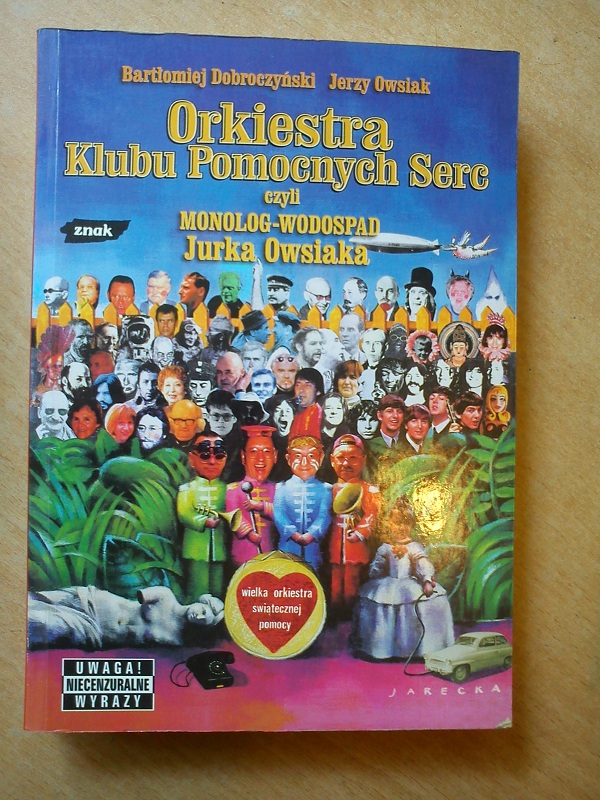 Bartłomiej Dobroczyński Jerzy Owsiak
Orkiestra
Klubu Pomocnych Serc
czyli
MONOLOG-WODOSPAD
Jurka Owsiaka
znak
wielka orkiestra
świątecznej
pomocy
UWAGA!
NIECENZURALNE
WYRAZY
JARECKA